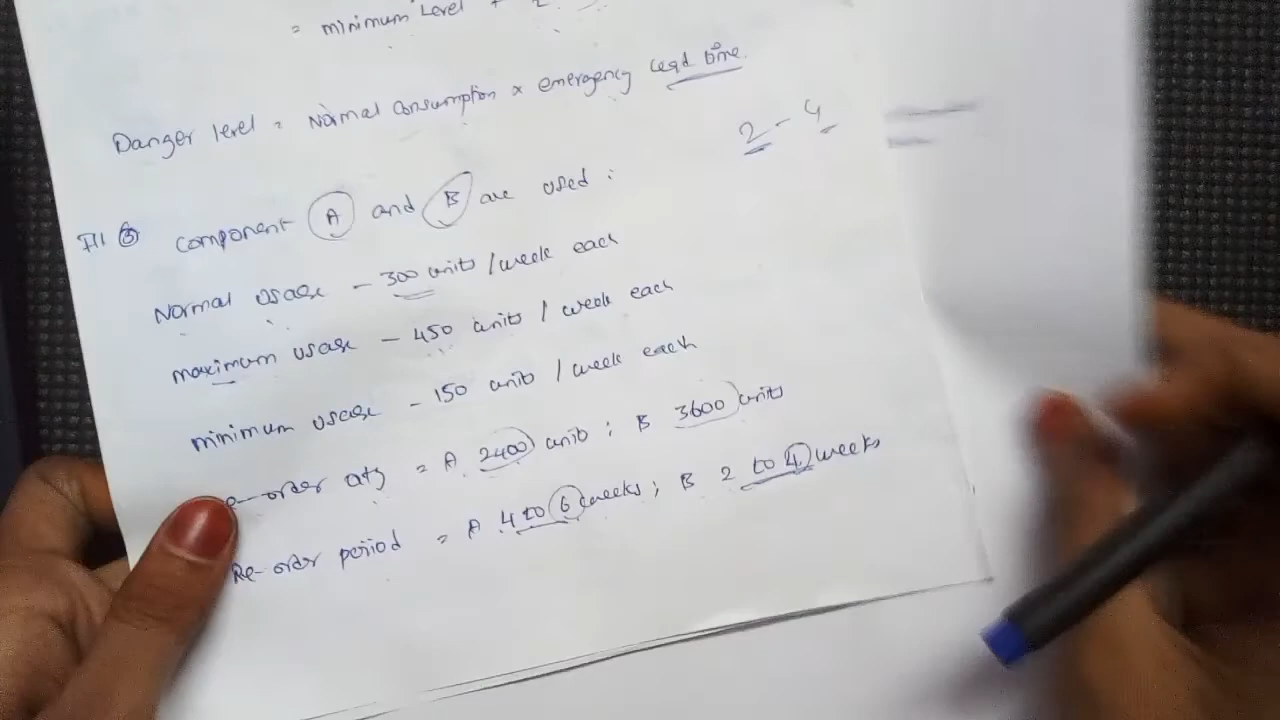 = minimum Level + 2
Danger level = Normal Consumption x emergency lead time.
2 - 4
Ill ③ Component A and B are used :
Normal usage - 300 units / week each
maximum usage - 450 units / week each
minimum usage - 150 units / week each
e-order qty = A 2400 units ; B 3600 units
Re-order period = A 4 to 6 weeks ; B 2 to 4 weeks